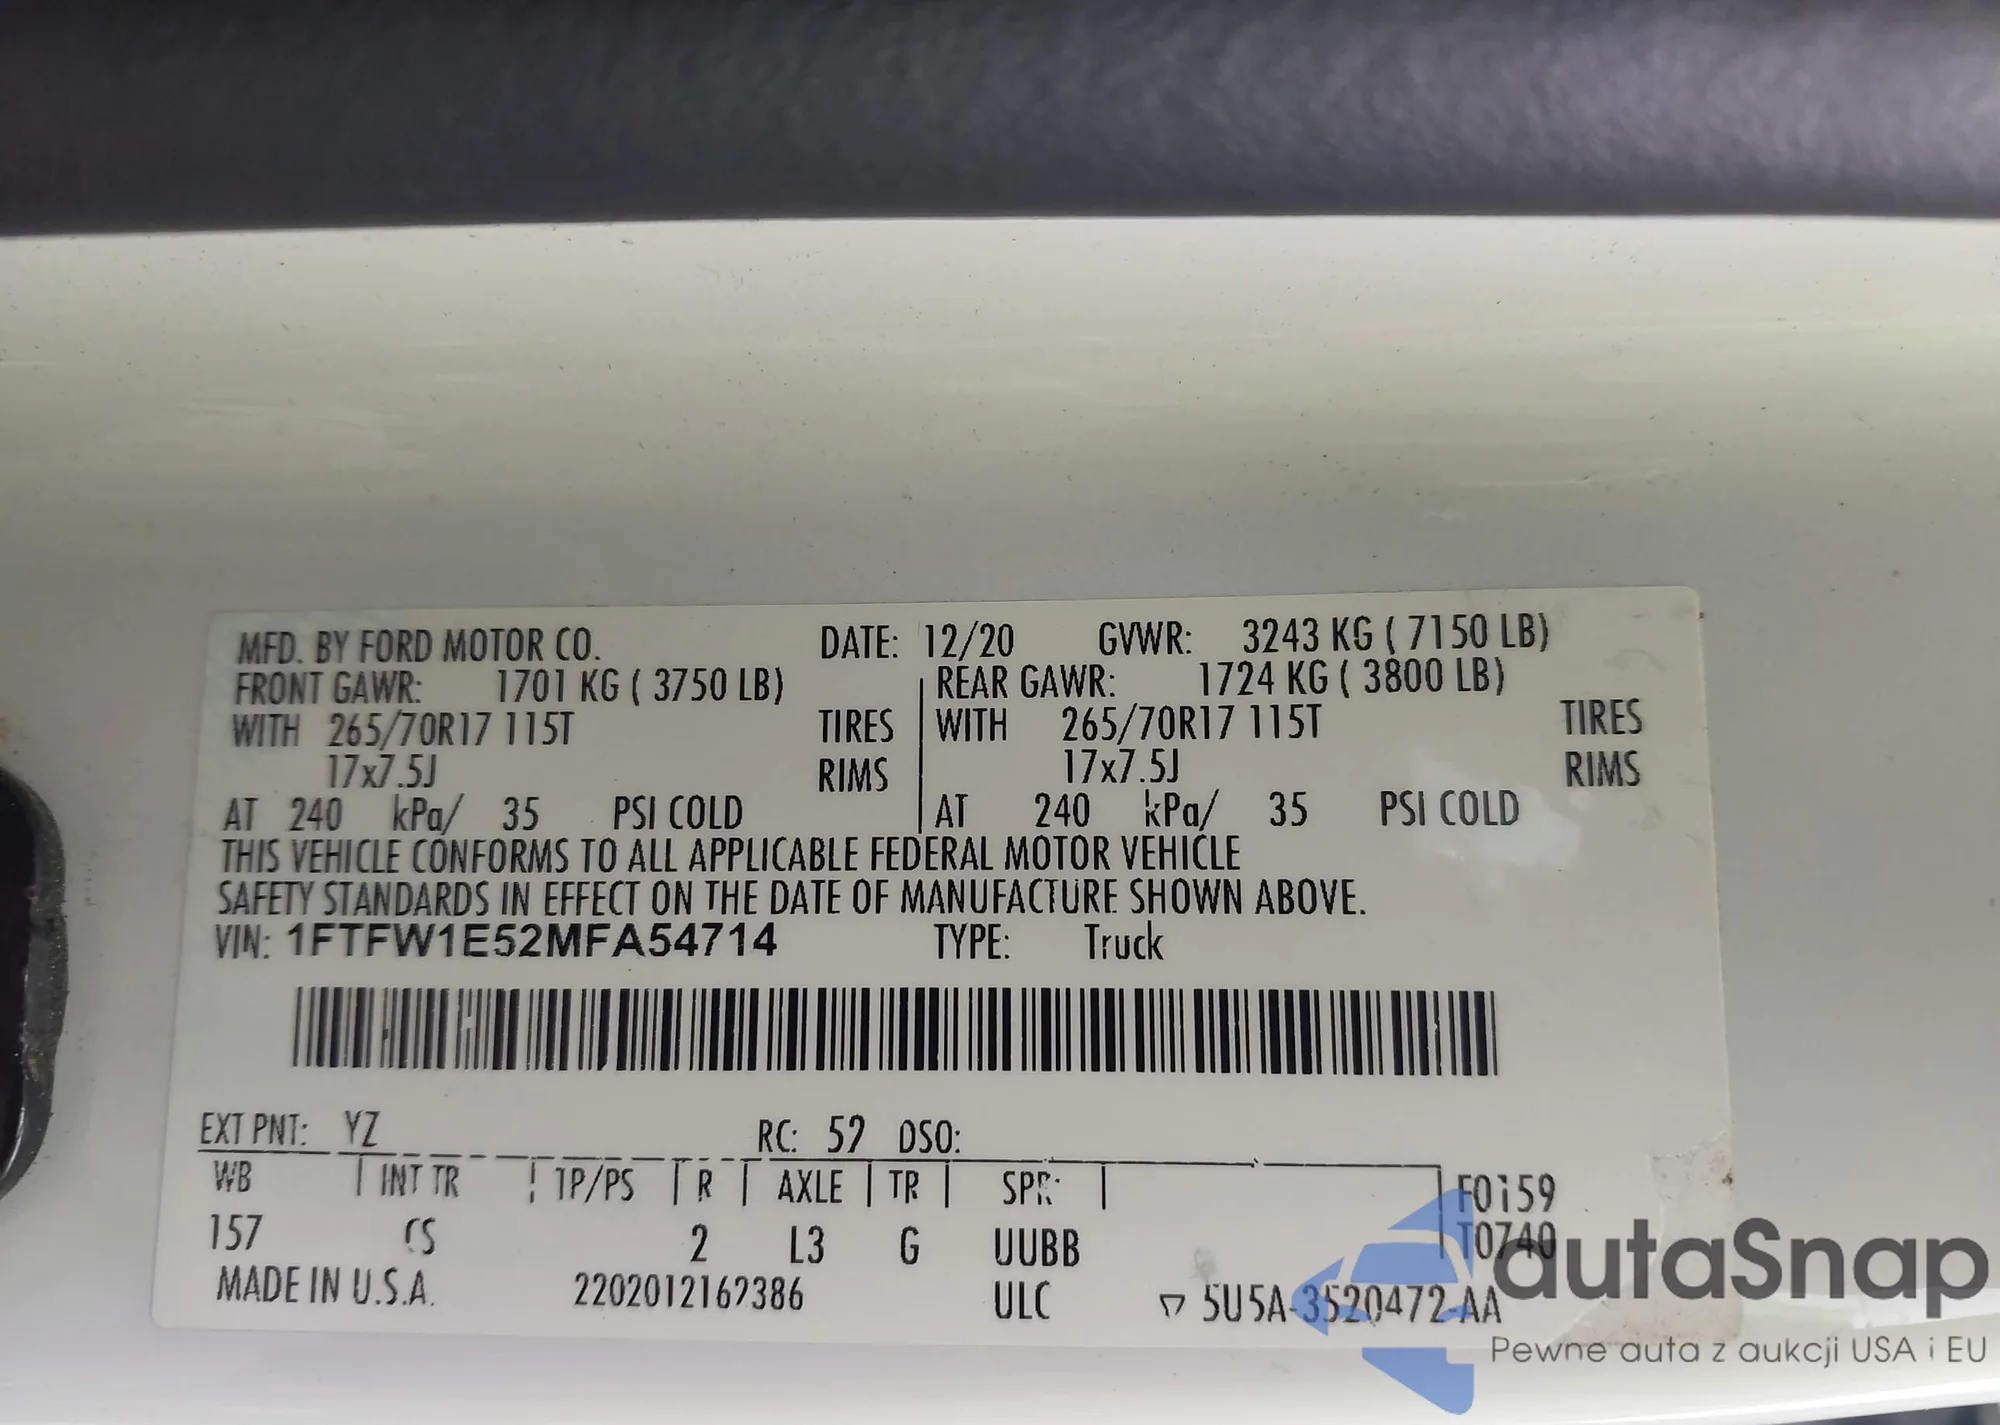 MFD. BY FORD MOTOR CO. DATE: 12/20 GVWR: 3243 KG ( 7150 LB)
FRONT GAWR: 1701 KG ( 3750 LB) REAR GAWR: 1724 KG ( 3800 LB)
WITH 265/70R17 115T TIRES WITH 265/70R17 115T TIRES
17x7.5J RIMS 17x7.5J RIMS
AT 240 kPa/ 35 PSI COLD AT 240 kPa/ 35 PSI COLD
THIS VEHICLE CONFORMS TO ALL APPLICABLE FEDERAL MOTOR VEHICLE
SAFETY STANDARDS IN EFFECT ON THE DATE OF MANUFACTURE SHOWN ABOVE.
VIN: 1FTFW1E52MFA54714 TYPE: Truck
EXT PNT: YZ RC: 52 DSO:
WB INT TR TP/PS R AXLE TR SPR F0159
157 CS 2 L3 G UUBB T0740
MADE IN U.S.A. 2202012162386 ULC ▽ 5U5A-3520472-AA
autaSnap
Pewne auta z aukcji USA i EU